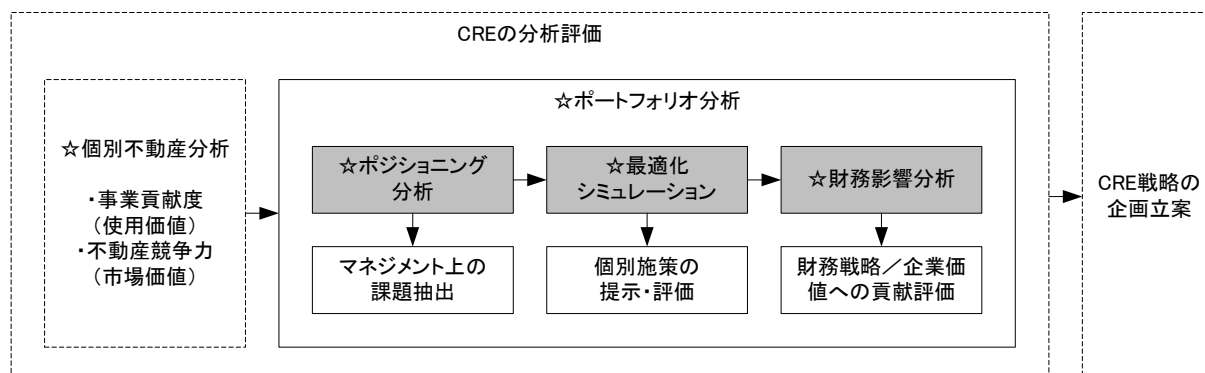 CREの分析評価
☆個別不動産分析
・事業貢献度
（使用価値）
・不動産競争力
（市場価値）
☆ポートフォリオ分析
☆ポジショニング
分析
☆最適化
シミュレーション
☆財務影響分析
マネジメント上の
課題抽出
個別施策の
提示・評価
財務戦略／企業価
値への貢献評価
CRE戦略の
企画立案